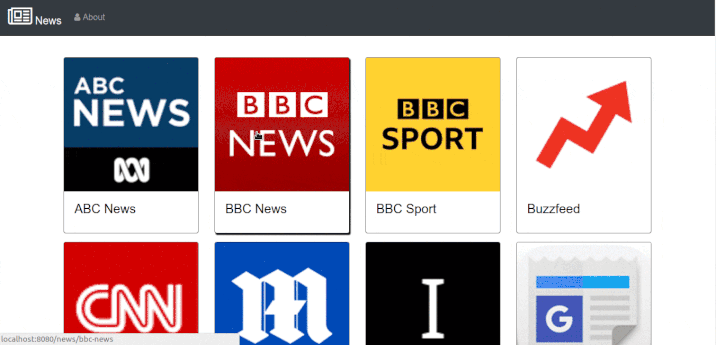 News About
ABC
NEWS
BBC
NEWS
BBC
SPORT
ABC News
BBC News
BBC Sport
Buzzfeed
CNN
M
I
G
localhost:8080/news/bbc-news